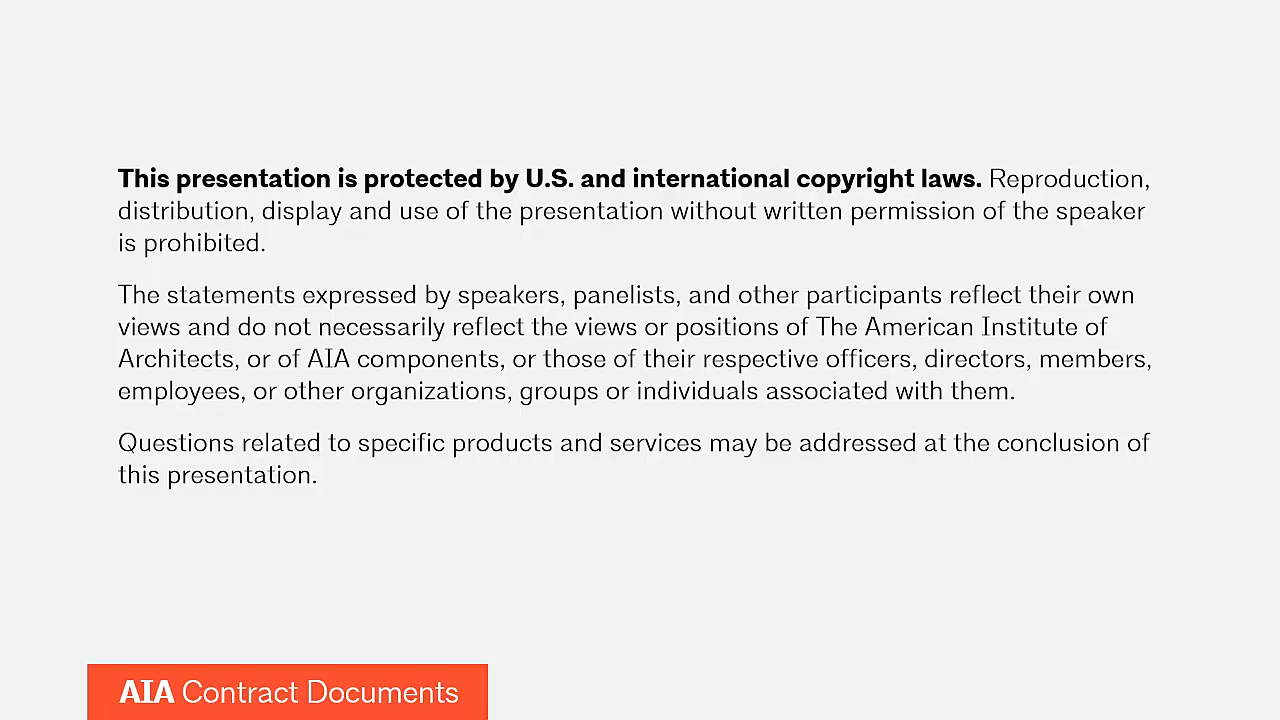 This presentation is protected by U.S. and international copyright laws. Reproduction,
distribution, display and use of the presentation without written permission of the speaker
is prohibited.
The statements expressed by speakers, panelists, and other participants reflect their own
views and do not necessarily reflect the views or positions of The American Institute of
Architects, or of AIA components, or those of their respective officers, directors, members,
employees, or other organizations, groups or individuals associated with them.
Questions related to specific products and services may be addressed at the conclusion of
this presentation.
AIA Contract Documents